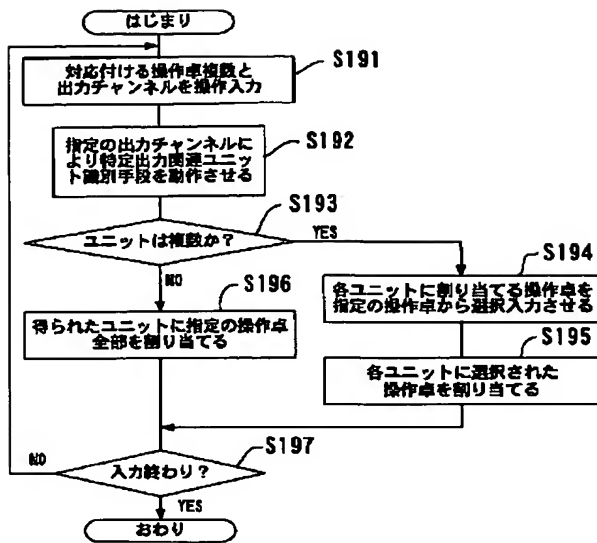 はじまり
対応付ける操作卓複数と
出力チャンネルを操作入力
S191
指定の出力チャンネルに
より特定出力関連ユニッ
ト識別手段を動作させる
S192
ユニットは複数か？
S193
YES
NO
各ユニットに割り当てる操作卓を
指定の操作卓から選択入力させる
S194
各ユニットに選択された
操作卓を割り当てる
S195
得られたユニットに指定の操作卓
全部を割り当てる
S196
入力終わり？
S197
NO
YES
おわり